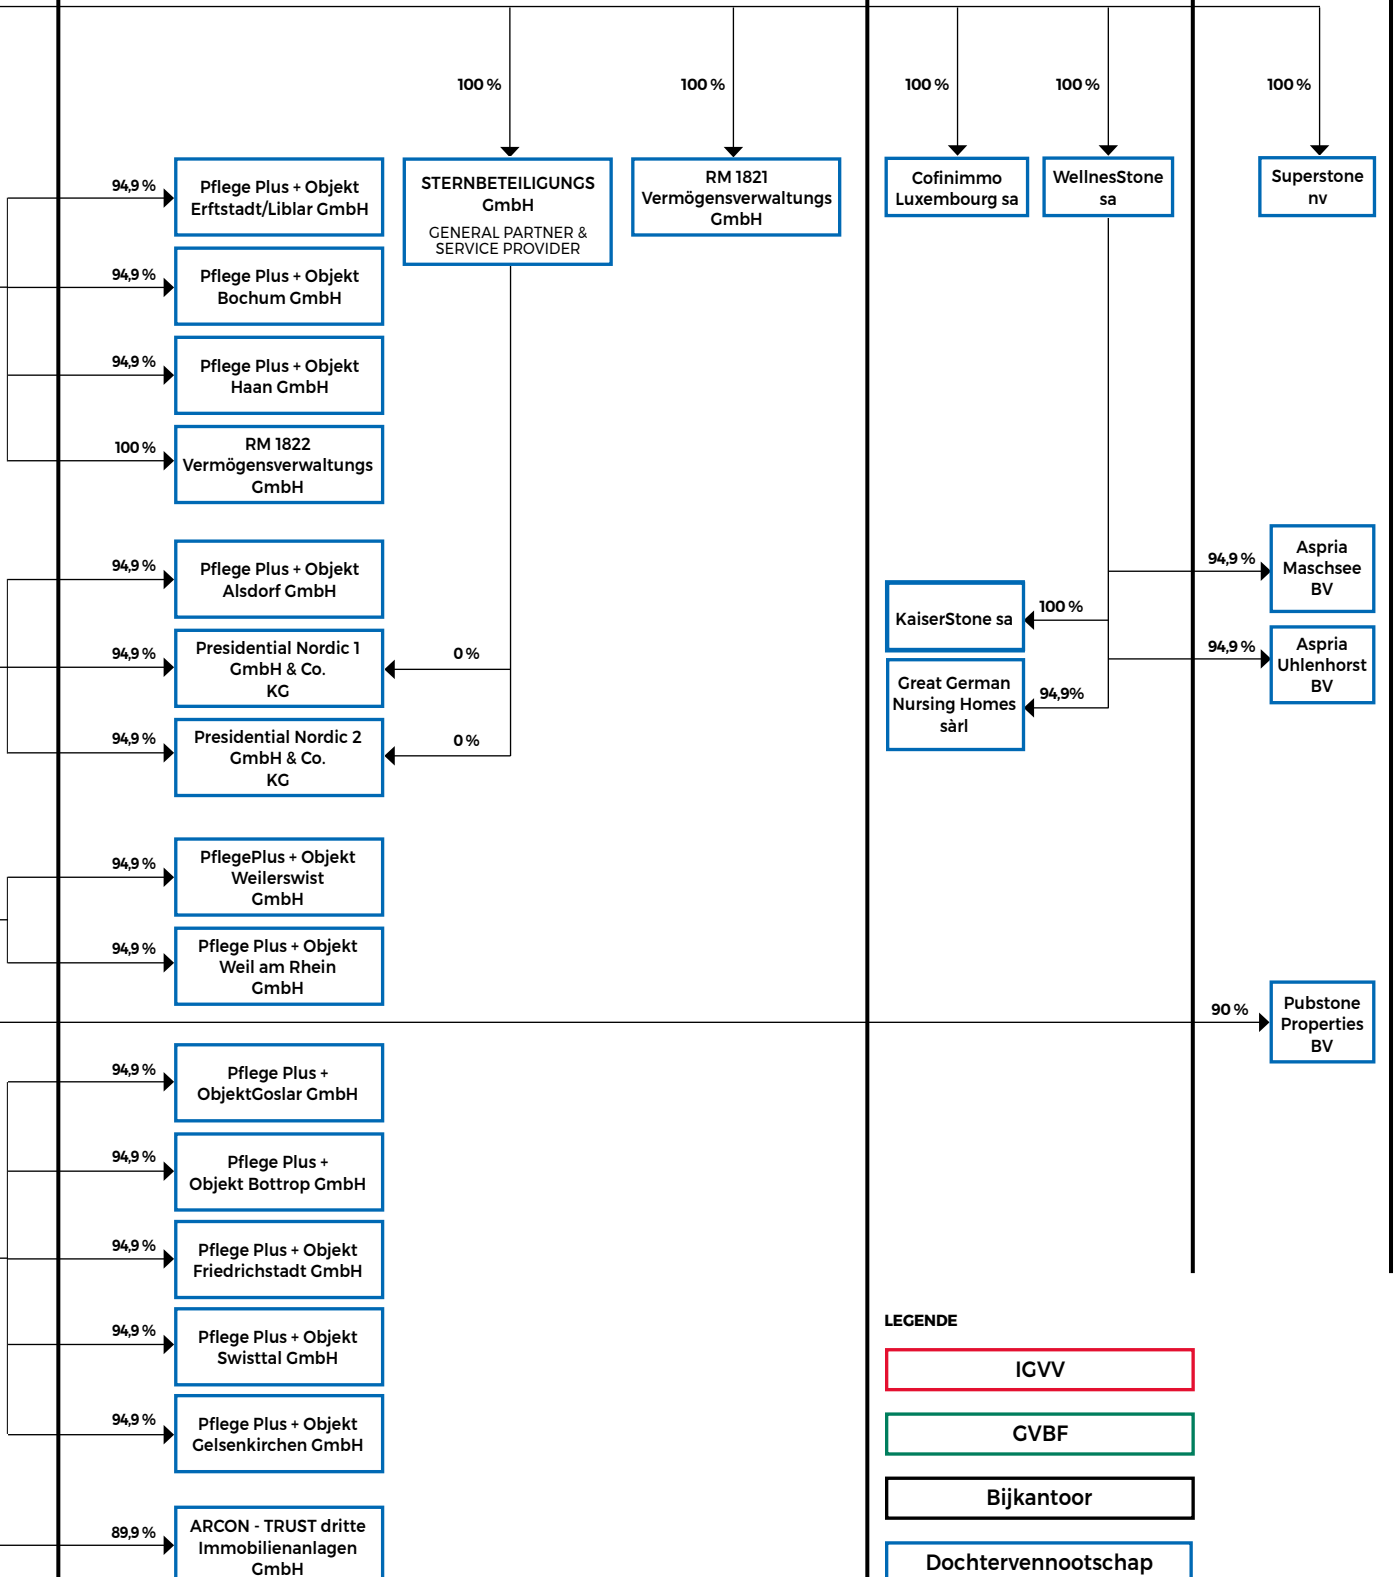 100 %
100 %
100 %
100 %
100 %
94,9 %
Pflege Plus + Objekt
Erftstadt/Liblar GmbH
STERNBETEILIGUNGS
GmbH
GENERAL PARTNER &
SERVICE PROVIDER
RM 1821
Vermögensverwaltungs
GmbH
Cofinimmo
Luxembourg sa
WellnesStone
sa
Superstone
nv
94,9 %
Pflege Plus + Objekt
Bochum GmbH
94,9 %
Pflege Plus + Objekt
Haan GmbH
100 %
RM 1822
Vermögensverwaltungs
GmbH
94,9 %
Pflege Plus + Objekt
Alsdorf GmbH
94,9 %
Aspria
Maschsee
BV
KaiserStone sa
100 %
94,9 %
Presidential Nordic 1
GmbH & Co.
KG
0 %
94,9 %
Aspria
Uhlenhorst
BV
Great German
Nursing Homes
sàrl
94,9%
94,9 %
Presidential Nordic 2
GmbH & Co.
KG
0 %
94,9 %
PflegePlus + Objekt
Weilerswist
GmbH
94,9 %
Pflege Plus + Objekt
Weil am Rhein
GmbH
90 %
Pubstone
Properties
BV
94,9 %
Pflege Plus +
ObjektGoslar GmbH
94,9 %
Pflege Plus +
Objekt Bottrop GmbH
94,9 %
Pflege Plus + Objekt
Friedrichstadt GmbH
94,9 %
Pflege Plus + Objekt
Swisttal GmbH
94,9 %
Pflege Plus + Objekt
Gelsenkirchen GmbH
89,9 %
ARCON - TRUST dritte
Immobilienanlagen
GmbH
LEGENDE
IGVV
GVBF
Bijkantoor
Dochtervennootschap